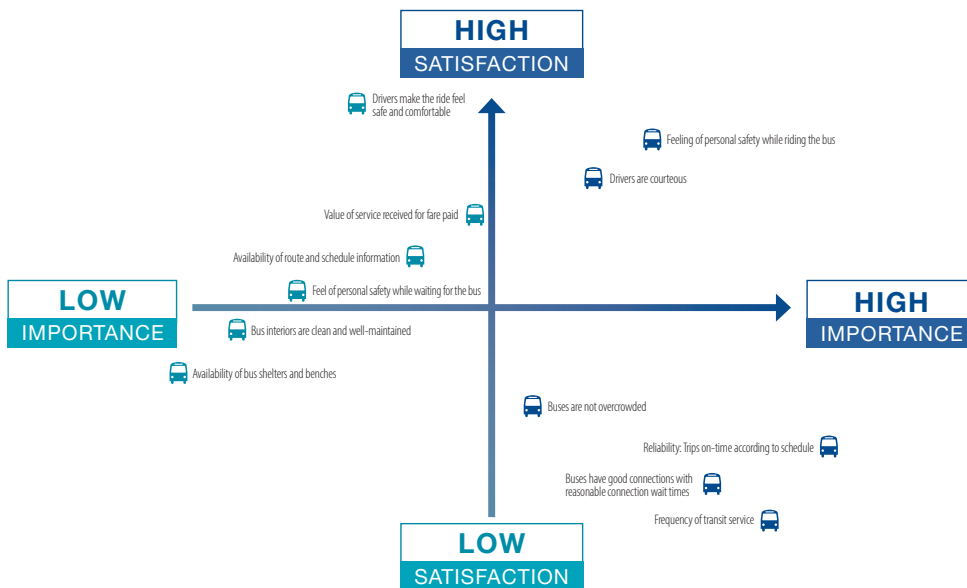 HIGH
SATISFACTION
Drivers make the ride feel
safe and comfortable
Feeling of personal safety while riding the bus
Drivers are courteous
Value of service received for fare paid
Availability of route and schedule information
Feel of personal safety while waiting for the bus
LOW
IMPORTANCE
HIGH
IMPORTANCE
Bus interiors are clean and well-maintained
Availability of bus shelters and benches
Buses are not overcrowded
Reliability: Trips on-time according to schedule
Buses have good connections with
reasonable connection wait times
Frequency of transit service
LOW
SATISFACTION